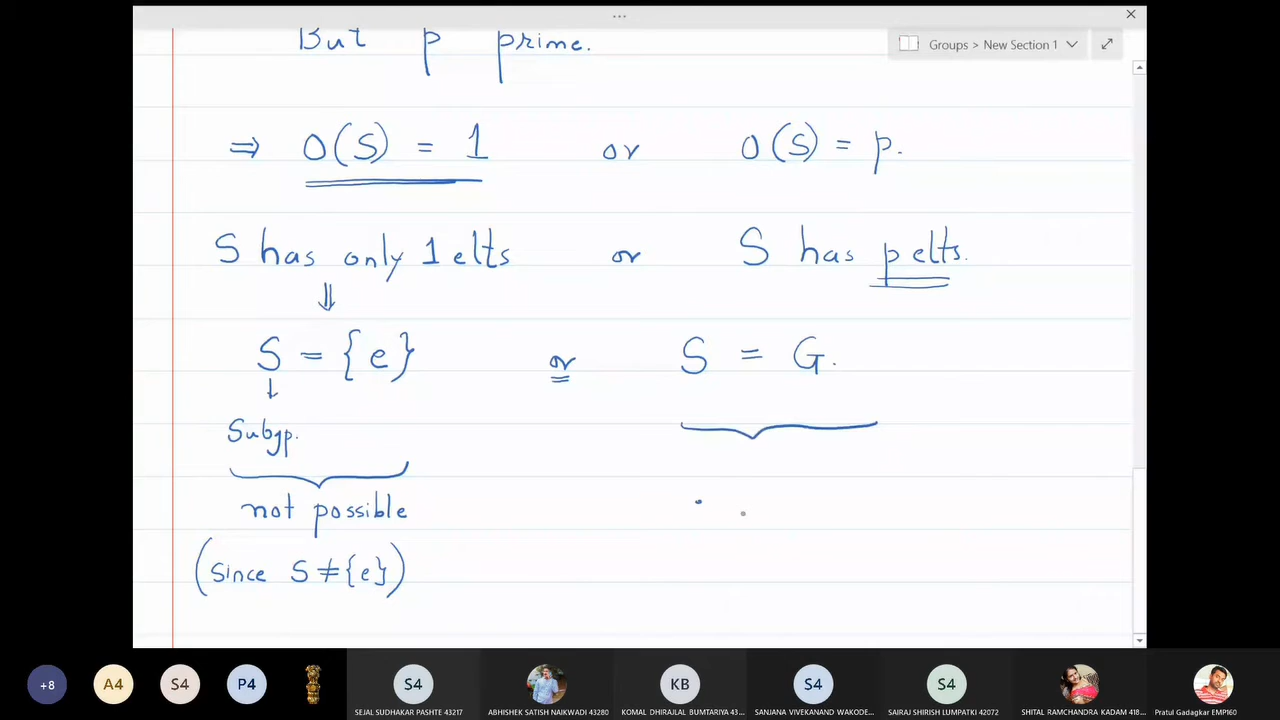 But p prime.
Groups > New Section 1
⇒ O(S) = 1 or O(S) = p.
S has only 1 elts or S has p elts.
⇓
S = {e} or S = G.
↓
Subgp.
not possible
(Since S ≠ {e})
+8 A4 S4 P4 S4 KB S4 S4
SEJAL SUDHAKAR PASHTE 43217 ABHISHEK SATISH NAIKWADI 43280 KOMAL DHIRAJLAL BUMTARIYA 43... SANJANA VIVEKANAND WAKODE... SAIRAJ SHIRISH LUMPATKI 42072 SHITAL RAMCHANDRA KADAM 418... Pratul Gadagkar EMP160